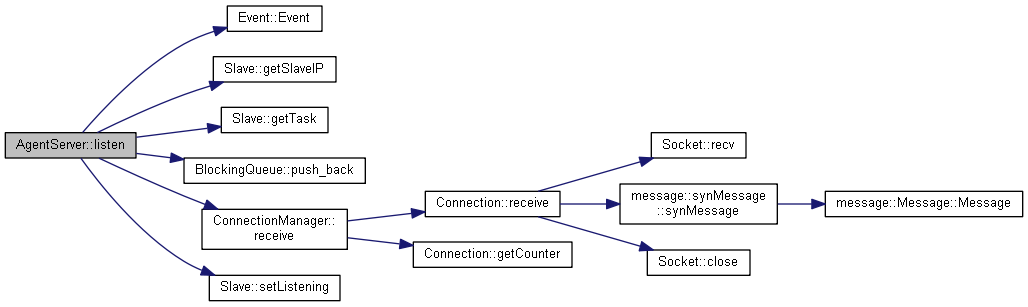 Event::Event
Slave::getSlaveIP
Slave::getTask
AgentServer::listen
BlockingQueue::push_back
ConnectionManager::
receive
Slave::setListening
Connection::receive
Connection::getCounter
Socket::recv
message::synMessage
::synMessage
Socket::close
message::Message::Message